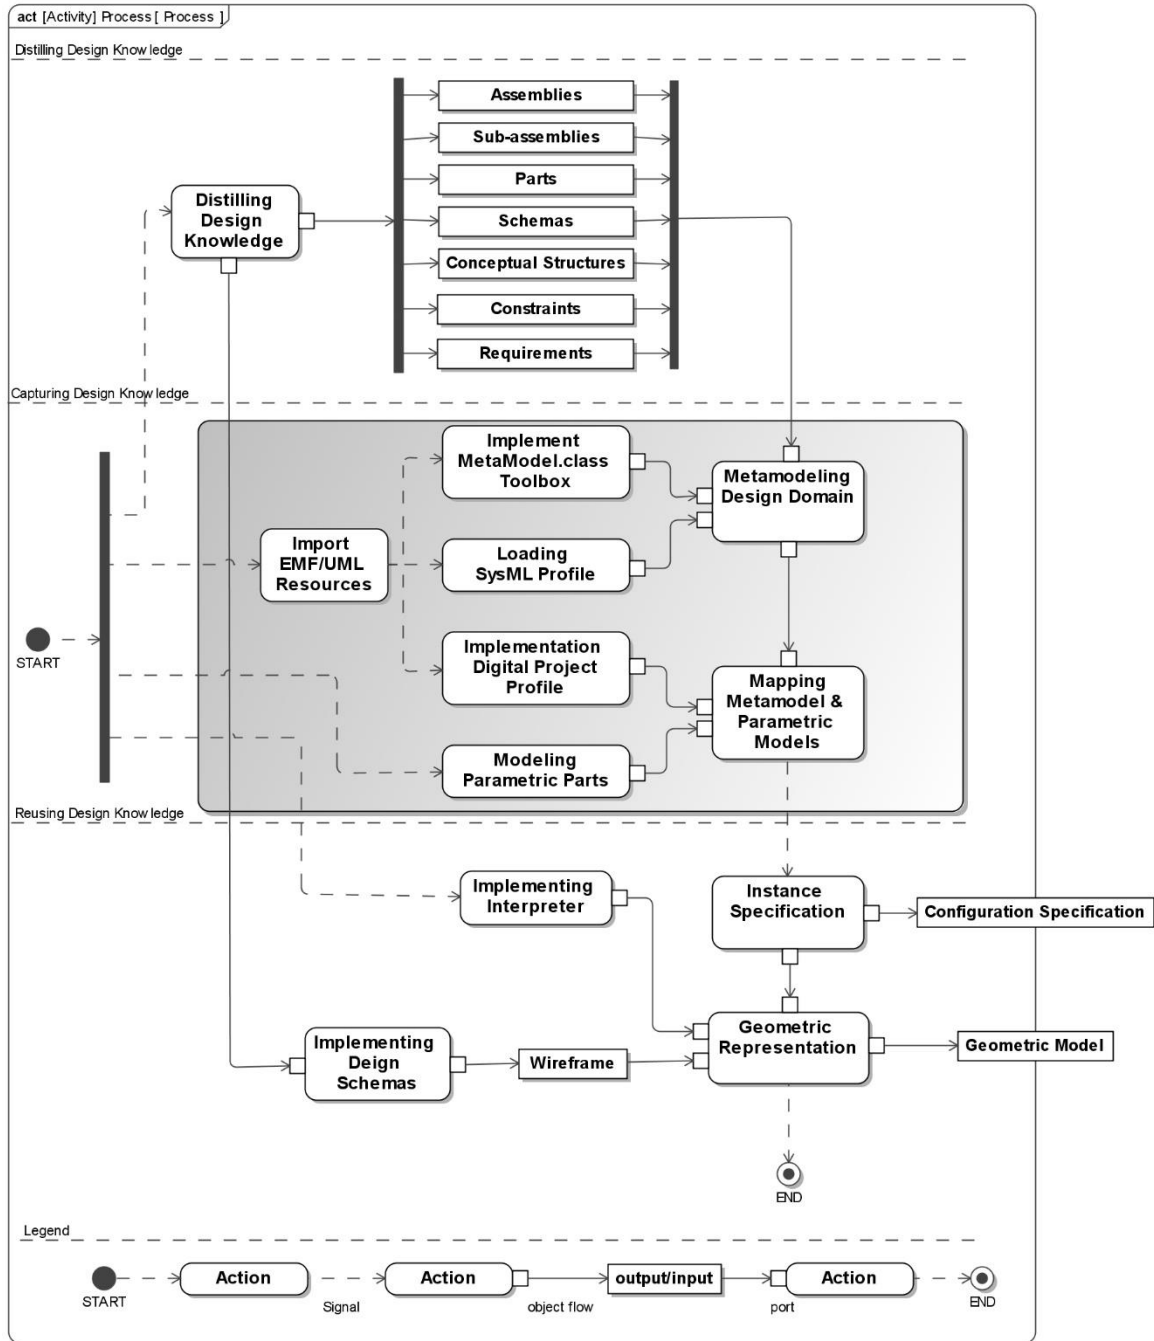 act [Activity] Process [ Process ]
Distilling Design Knowledge
Assemblies
Sub-assemblies
Parts
Schemas
Conceptual Structures
Constraints
Requirements
Distilling
Design
Knowledge
Capturing Design Knowledge
Implement
MetaModel.class
Toolbox
Metamodeling
Design Domain
Import
EMF/UML
Resources
Loading
SysML Profile
START
Implementation
Digital Project
Profile
Mapping
Metamodel &
Parametric
Models
Modeling
Parametric Parts
Reusing Design Knowledge
Implementing
Interpreter
Instance
Specification
Configuration Specification
Implementing
Deign
Schemas
Wireframe
Geometric
Representation
Geometric Model
END
Legend
START
Action
Signal
Action
object flow
output/input
port
Action
END